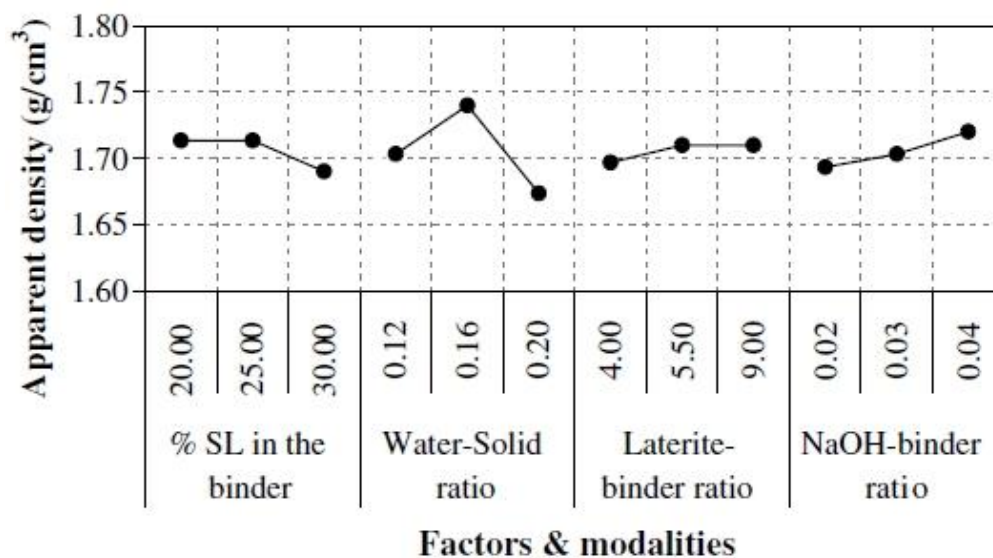 Apparent density (g/cm³)
1.80
1.75
1.70
1.65
1.60
20.00
25.00
30.00
0.12
0.16
0.20
4.00
5.50
9.00
0.02
0.03
0.04
% SL in the
binder
Water-Solid
ratio
Laterite-
binder ratio
NaOH-binder
ratio
Factors & modalities